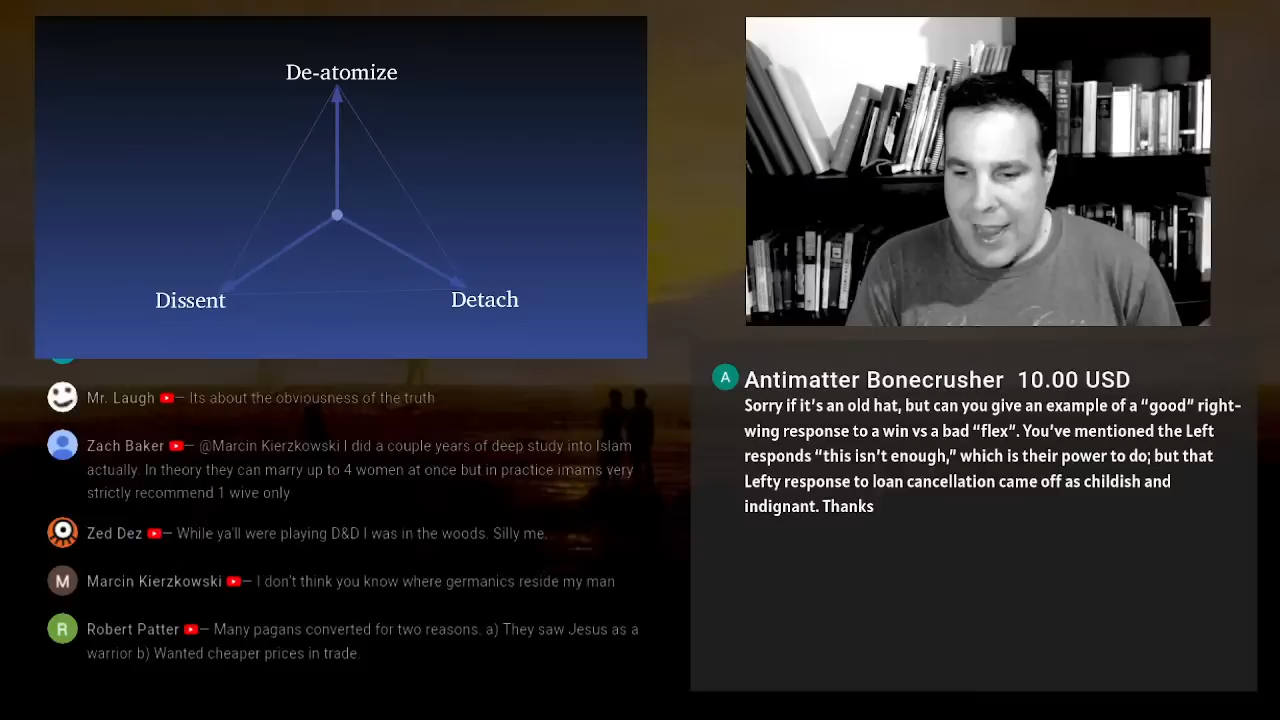 De-atomize
Dissent
Detach
Mr. Laugh — Its about the obviousness of the truth
Zach Baker — @Marcin Kierzkowski I did a couple years of deep study into Islam
actually. In theory they can marry up to 4 women at once but in practice imams very
strictly recommend 1 wive only
Zed Dez — While ya'll were playing D&D I was in the woods. Silly me.
M
Marcin Kierzkowski — I don't think you know where germanics reside my man
R
Robert Patter — Many pagans converted for two reasons. a) They saw Jesus as a
warrior b) Wanted cheaper prices in trade.
A
Antimatter Bonecrusher 10.00 USD
Sorry if it's an old hat, but can you give an example of a “good” right-
wing response to a win vs a bad “flex”. You've mentioned the Left
responds “this isn't enough,” which is their power to do; but that
Lefty response to loan cancellation came off as childish and
indignant. Thanks